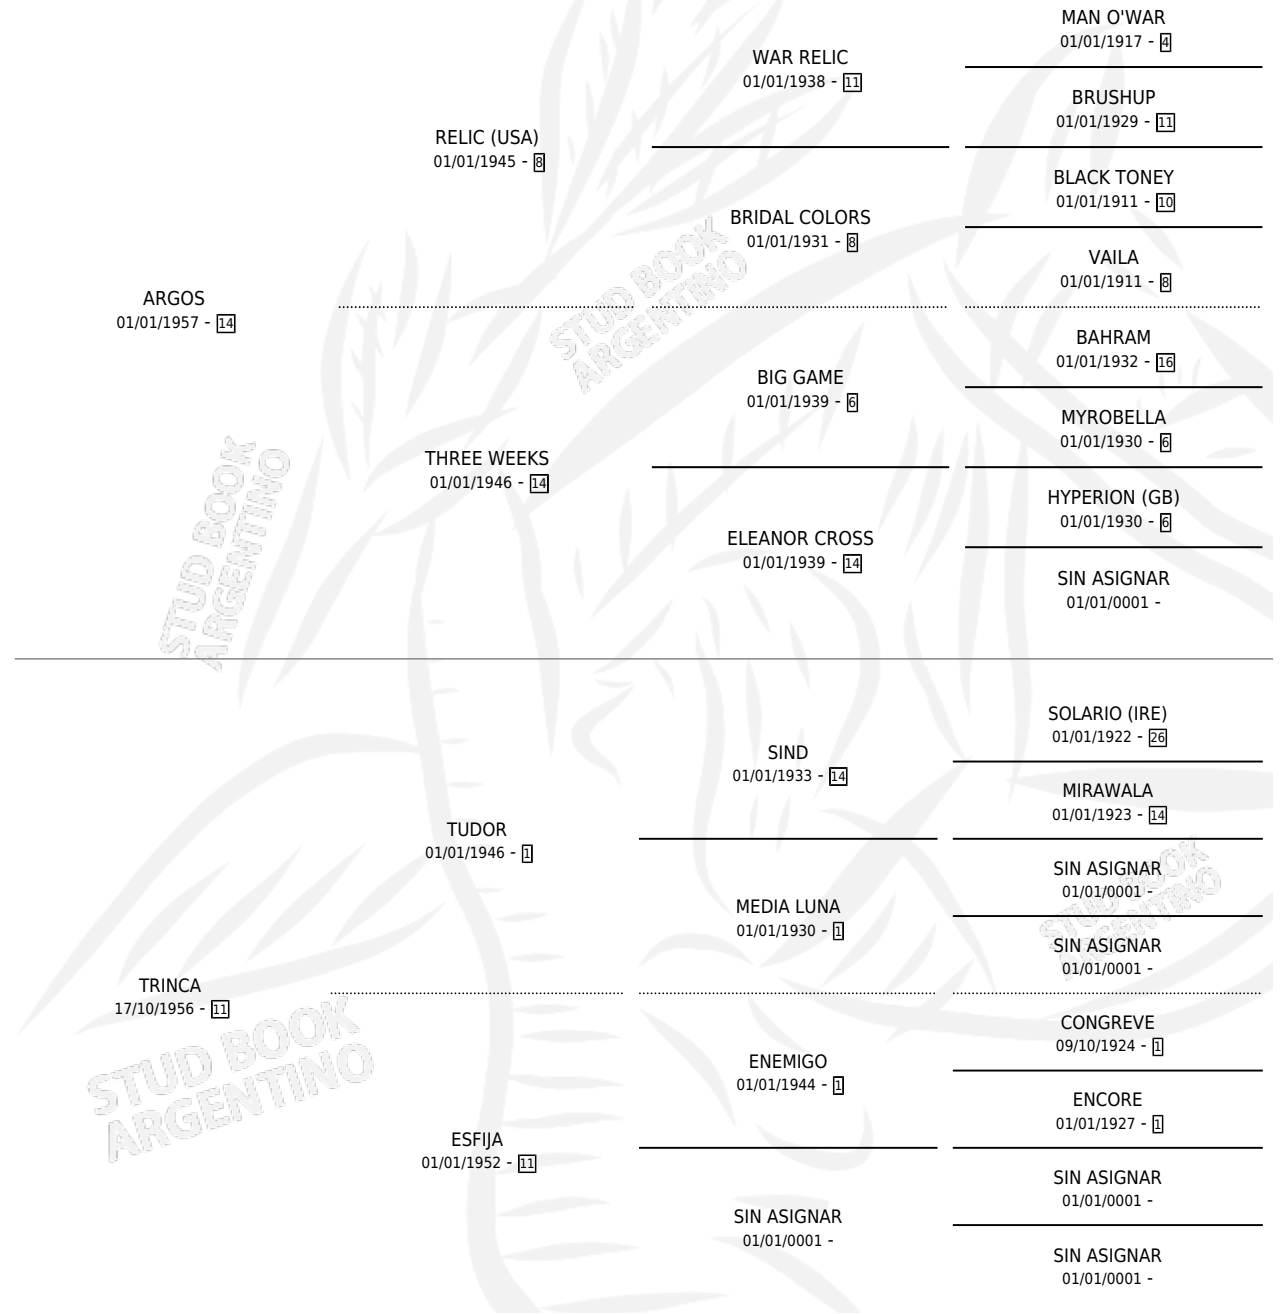 MAN O'WAR
01/01/1917 - 4
WAR RELIC
01/01/1938 - 11
BRUSHUP
01/01/1929 - 11
RELIC (USA)
01/01/1945 - 8
BLACK TONEY
01/01/1911 - 10
BRIDAL COLORS
01/01/1931 - 8
VAILA
01/01/1911 - 8
ARGOS
01/01/1957 - 14
BAHRAM
01/01/1932 - 16
BIG GAME
01/01/1939 - 6
MYROBELLA
01/01/1930 - 6
THREE WEEKS
01/01/1946 - 14
HYPERION (GB)
01/01/1930 - 6
ELEANOR CROSS
01/01/1939 - 14
SIN ASIGNAR
01/01/0001 -
SOLARIO (IRE)
01/01/1922 - 26
SIND
01/01/1933 - 14
MIRAWALA
01/01/1923 - 14
TUDOR
01/01/1946 - 1
SIN ASIGNAR
01/01/0001 -
MEDIA LUNA
01/01/1930 - 1
SIN ASIGNAR
01/01/0001 -
TRINCA
17/10/1956 - 11
CONGREVE
09/10/1924 - 1
ENEMIGO
01/01/1944 - 1
ENCORE
01/01/1927 - 1
ESFIJA
01/01/1952 - 11
SIN ASIGNAR
01/01/0001 -
SIN ASIGNAR
01/01/0001 -
SIN ASIGNAR
01/01/0001 -
STUD BOOK
ARGENTINO
STUD BOOK
ARGENTINO
STUD BOOK
ARGENTINO
STUD BOOK
ARGENTINO